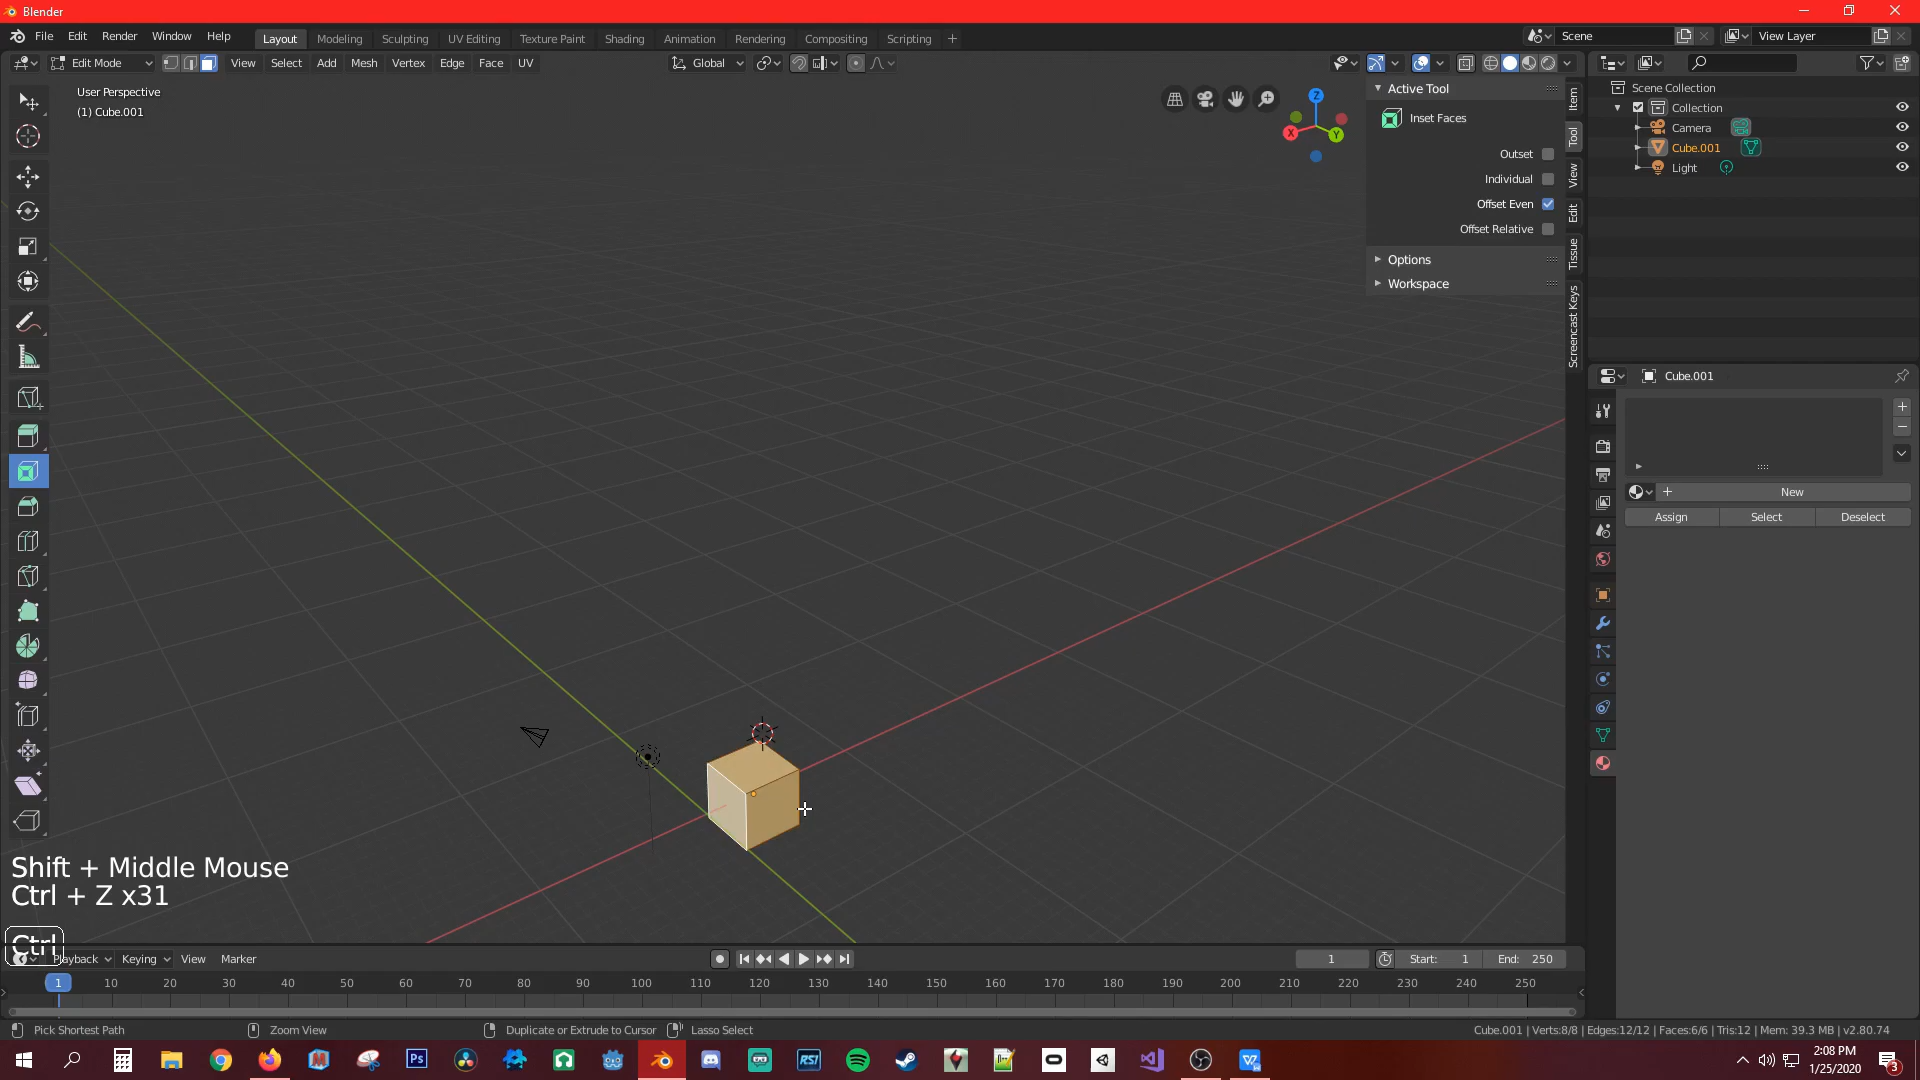 Blender
File Edit Render Window Help Layout Modeling Sculpting UV Editing Texture Paint Shading Animation Rendering Compositing Scripting + Scene View Layer
Edit Mode View Select Add Mesh Vertex Edge Face UV Global
User Perspective
(1) Cube.001
Active Tool
Inset Faces
Outset
Individual
Offset Even
Offset Relative
Options
Workspace
Item
Tool
View
Edit
Tissue
Screencast Keys
X
Y
Z
Scene Collection
Collection
Camera
Cube.001
Light
Cube.001
New
Assign Select Deselect
Shift + Middle Mouse
Ctrl + Z x31
Ctrl
Playback Keying View Marker 1 Start: 1 End: 250
1 10 20 30 40 50 60 70 80 90 100 110 120 130 140 150 160 170 180 190 200 210 220 230 240 250
Pick Shortest Path Zoom View Duplicate or Extrude to Cursor Lasso Select Cube.001 | Verts:8/8 | Edges:12/12 | Faces:6/6 | Tris:12 | Mem: 39.3 MB | v2.80.74
Ps RSI
2:08 PM
1/25/2020
3